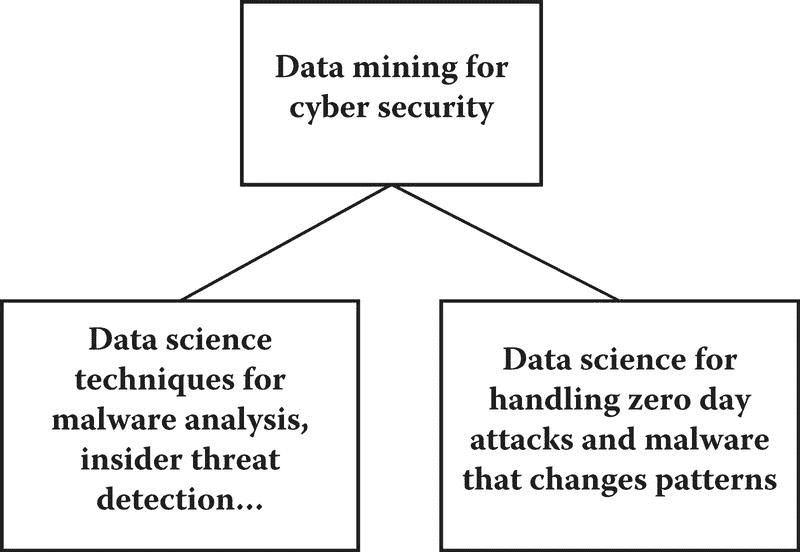 Data mining for
cyber security
Data science
techniques for
malware analysis,
insider threat
detection...
Data science for
handling zero day
attacks and malware
that changes patterns